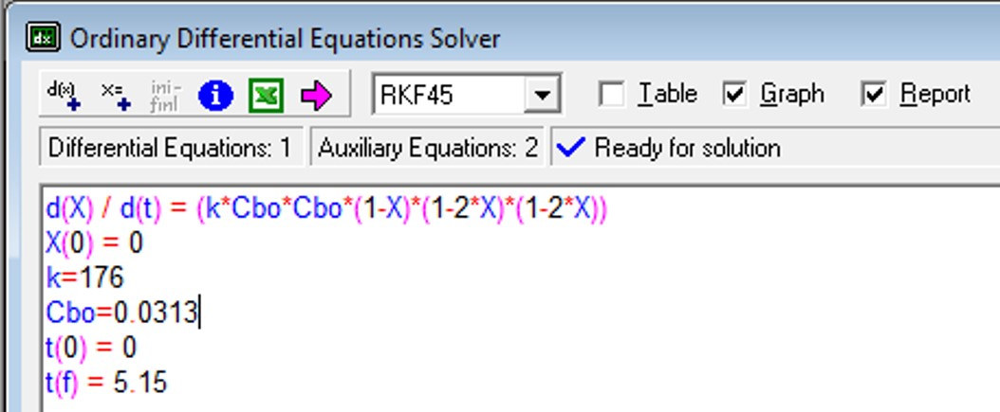 dx Ordinary Differential Equations Solver
d(x) x= ini- finl RKF45 Table Graph Report
Differential Equations: 1 Auxiliary Equations: 2 Ready for solution
d(X) / d(t) = (k*Cbo*Cbo*(1-X)*(1-2*X)*(1-2*X))
X(0) = 0
k=176
Cbo=0.0313
t(0) = 0
t(f) = 5.15